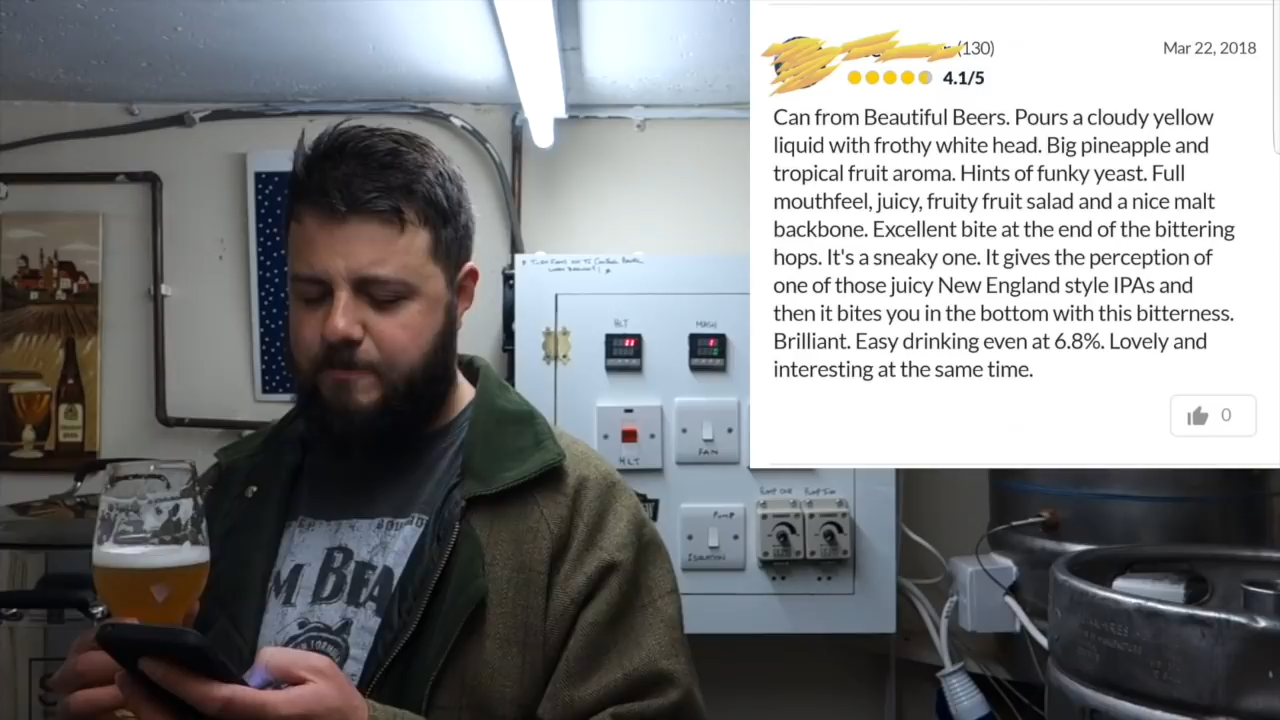 (130)
Mar 22, 2018
4.1/5
Can from Beautiful Beers. Pours a cloudy yellow
liquid with frothy white head. Big pineapple and
tropical fruit aroma. Hints of funky yeast. Full
mouthfeel, juicy, fruity fruit salad and a nice malt
backbone. Excellent bite at the end of the bittering
hops. It's a sneaky one. It gives the perception of
one of those juicy New England style IPAs and
then it bites you in the bottom with this bitterness.
Brilliant. Easy drinking even at 6.8%. Lovely and
interesting at the same time.
0
HLT
MASH
HLT
FAN
PUMP
ISOLATION
M BEA